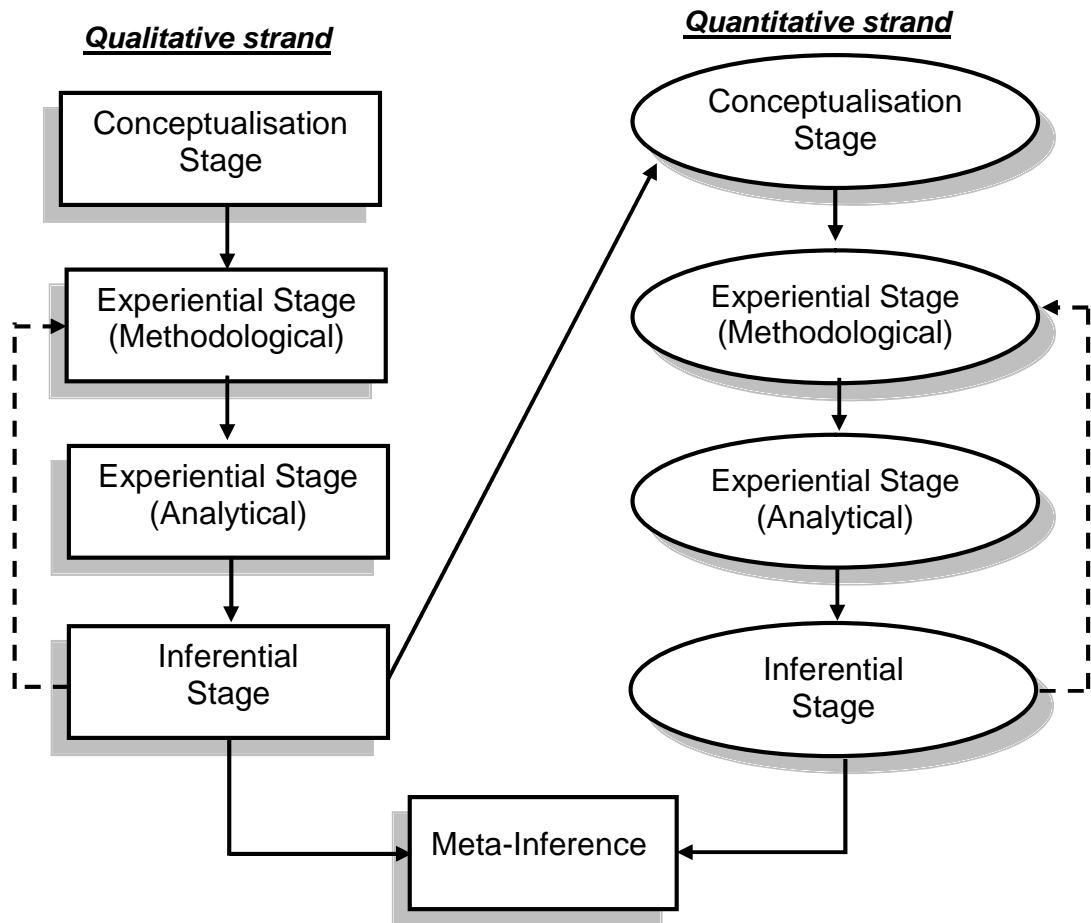 Qualitative strand
Conceptualisation
Stage
Experiential Stage
(Methodological)
Experiential Stage
(Analytical)
Inferential
Stage
Quantitative strand
Conceptualisation
Stage
Experiential Stage
(Methodological)
Experiential Stage
(Analytical)
Inferential
Stage
Meta-Inference